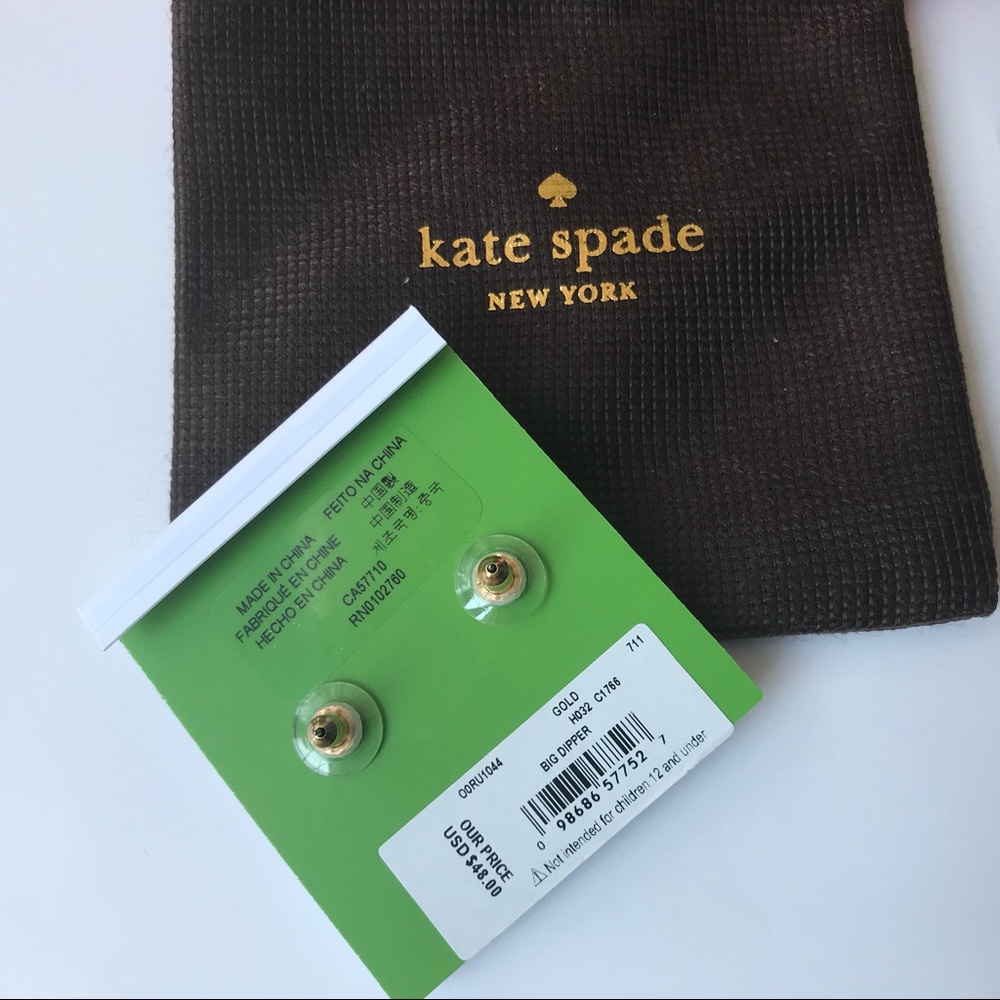 kate spade
NEW YORK
MADE IN CHINA
FABRIQUÉ EN CHINE
HECHO EN CHINA
FEITO NA CHINA
中国製
中国制造
제조국명:중국
CA57710
RN0102760
711
GOLD
H032 C1766
O0RU1044
BIG DIPPER
0 98686 57752 7
OUR PRICE
USD $48.00
⚠ Not intended for children 12 and under